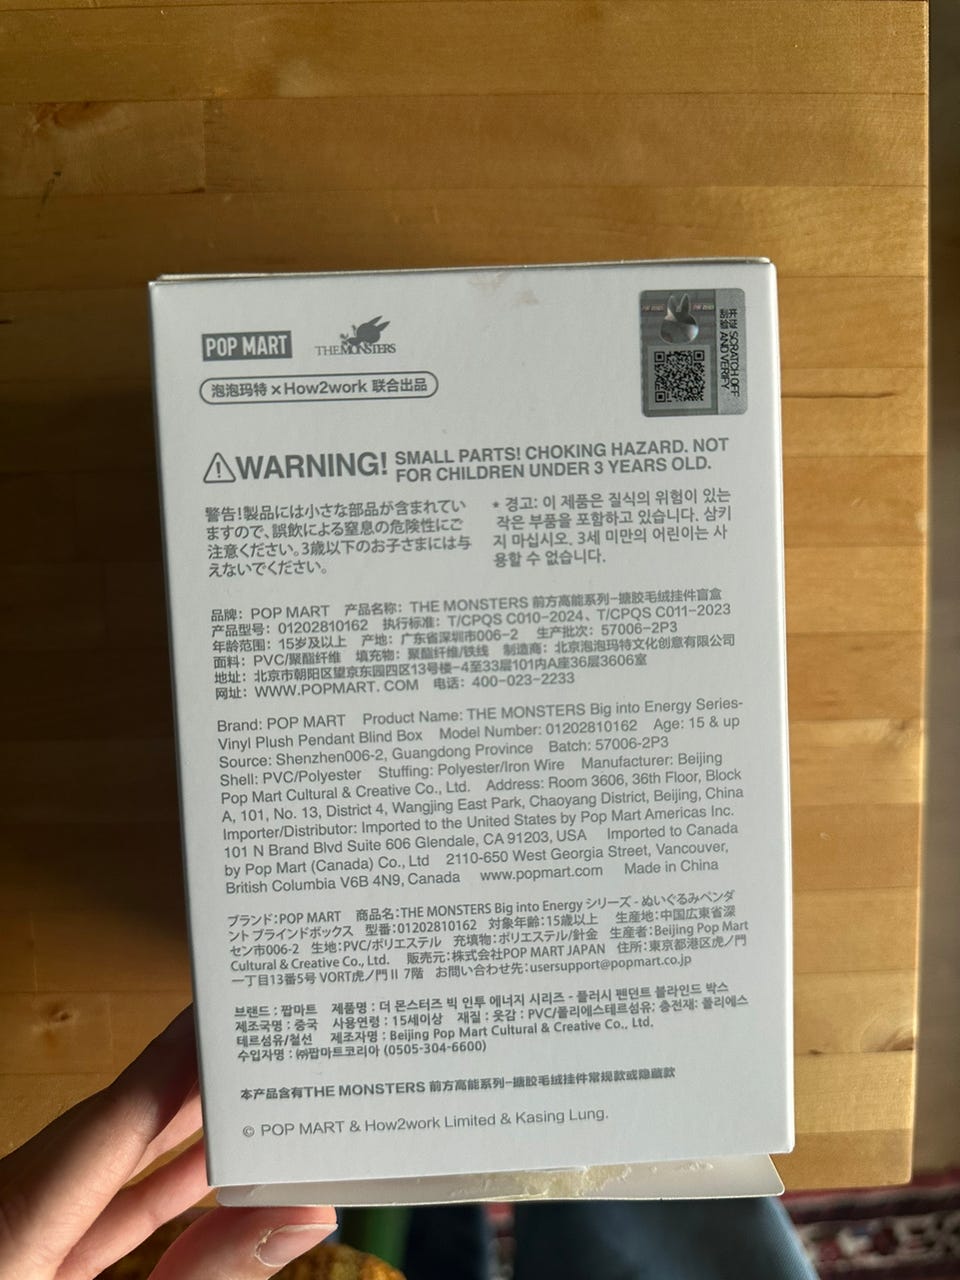 POP MART
THE MONSTERS
泡泡玛特 × How2work 联合出品
刮开 SCRATCH OFF
验证 AND VERIFY
WARNING! SMALL PARTS! CHOKING HAZARD. NOT
FOR CHILDREN UNDER 3 YEARS OLD.
警告!製品には小さな部品が含まれてい
ますので、誤飲による窒息の危険性にご
注意ください。3歳以下のお子さまには与
えないでください。
* 경고: 이 제품은 질식의 위험이 있는
작은 부품을 포함하고 있습니다. 삼키
지 마십시오. 3세 미만의 어린이는 사
용할 수 없습니다.
品牌： POP MART 产品名称： THE MONSTERS 前方高能系列-搪胶毛绒挂件盲盒
产品型号： 01202810162 执行标准： T/CPQS C010-2024、T/CPQS C011-2023
年龄范围： 15岁及以上 产地： 广东省深圳市006-2 生产批次： 57006-2P3
面料： PVC/聚酯纤维 填充物： 聚酯纤维/铁线 制造商： 北京泡泡玛特文化创意有限公司
地址： 北京市朝阳区望京东园四区13号楼-4至33层101内A座36层3606室
网址： WWW.POPMART.COM 电话： 400-023-2233
Brand: POP MART Product Name: THE MONSTERS Big into Energy Series-
Vinyl Plush Pendant Blind Box Model Number: 01202810162 Age: 15 & up
Source: Shenzhen006-2, Guangdong Province Batch: 57006-2P3
Shell: PVC/Polyester Stuffing: Polyester/Iron Wire Manufacturer: Beijing
Pop Mart Cultural & Creative Co., Ltd. Address: Room 3606, 36th Floor, Block
A, 101, No. 13, District 4, Wangjing East Park, Chaoyang District, Beijing, China
Importer/Distributor: Imported to the United States by Pop Mart Americas Inc.
101 N Brand Blvd Suite 606 Glendale, CA 91203, USA Imported to Canada
by Pop Mart (Canada) Co., Ltd 2110-650 West Georgia Street, Vancouver,
British Columbia V6B 4N9, Canada www.popmart.com Made in China
ブランド：POP MART 商品名：THE MONSTERS Big into Energy シリーズ - ぬいぐるみペンダ
ント ブラインドボックス 型番：01202810162 対象年齢：15歳以上 生産地：中国広東省深
セン市006-2 生地：PVC/ポリエステル 充填物：ポリエステル/針金 生産者：Beijing Pop Mart
Cultural & Creative Co., Ltd. 販売元：株式会社POP MART JAPAN 住所：東京都港区虎ノ門
一丁目13番5号 VORT虎ノ門Ⅱ 7階 お問い合わせ先：usersupport@popmart.co.jp
브랜드 : 팝마트 제품명 : 더 몬스터즈 빅 인투 에너지 시리즈 - 플러시 펜던트 블라인드 박스
제조국명 : 중국 사용연령 : 15세이상 재질 : 겉감 : PVC/폴리에스테르섬유; 충전재: 폴리에스
테르섬유/철선 제조자명 : Beijing Pop Mart Cultural & Creative Co., Ltd.
수입자명 : ㈜팝마트코리아 (0505-304-6600)
本产品含有THE MONSTERS 前方高能系列-搪胶毛绒挂件常规款或隐藏款
© POP MART & How2work Limited & Kasing Lung.